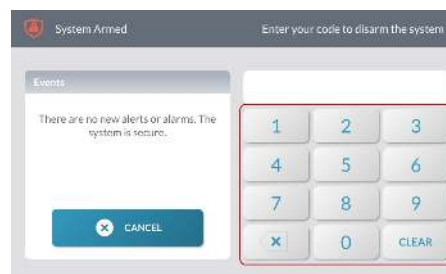 System Armed
Enter your code to disarm the system
Events
There are no new alerts or alarms. The
system is secure.
CANCEL
1 2 3
4 5 6
7 8 9
0 CLEAR